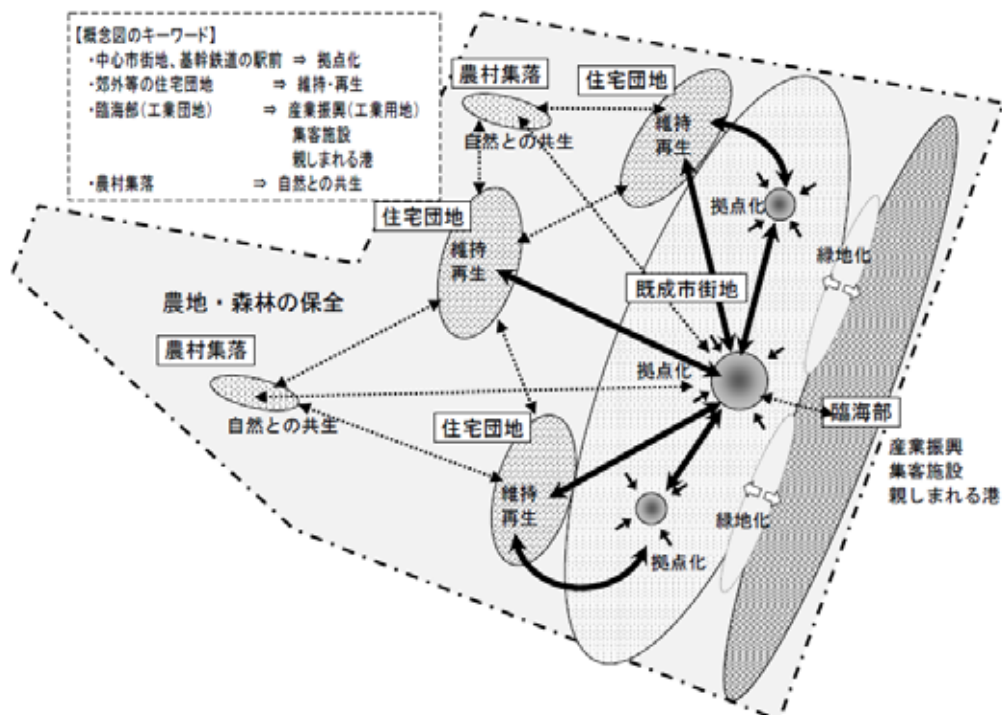 【概念図のキーワード】
・中心市街地、基幹鉄道の駅前 ⇒ 拠点化
・郊外等の住宅団地 ⇒ 維持・再生
・臨海部(工業団地) ⇒ 産業振興(工業用地)
集客施設
親しまれる港
・農村集落 ⇒ 自然との共生
農村集落
住宅団地
維持
再生
自然との共生
拠点化
住宅団地
維持
再生
緑地化
既成市街地
農地・森林の保全
農村集落
拠点化
自然との共生
住宅団地
臨海部
産業振興
集客施設
親しまれる港
維持
再生
緑地化
拠点化